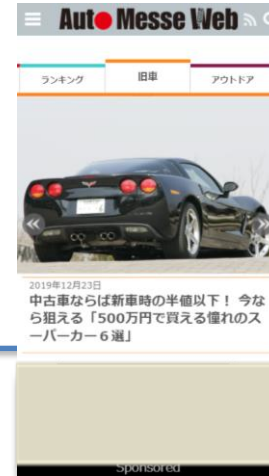 Auto Messe Web
ランキング
旧車
アウトドア
2019年12月23日
中古車ならば新車時の半値以下！ 今な
ら狙える「500万円で買える憧れのス
ーパーカー６選」
Sponsored